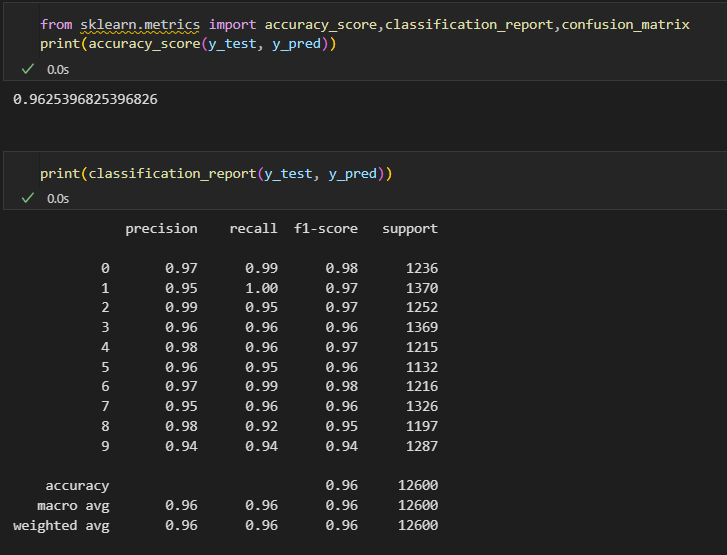 from sklearn.metrics import accuracy_score,classification_report,confusion_matrix
print(accuracy_score(y_test, y_pred))
0.0s
0.9625396825396826
print(classification_report(y_test, y_pred))
0.0s
precision recall f1-score support
0 0.97 0.99 0.98 1236
1 0.95 1.00 0.97 1370
2 0.99 0.95 0.97 1252
3 0.96 0.96 0.96 1369
4 0.98 0.96 0.97 1215
5 0.96 0.95 0.96 1132
6 0.97 0.99 0.98 1216
7 0.95 0.96 0.96 1326
8 0.98 0.92 0.95 1197
9 0.94 0.94 0.94 1287
accuracy 0.96 12600
macro avg 0.96 0.96 0.96 12600
weighted avg 0.96 0.96 0.96 12600